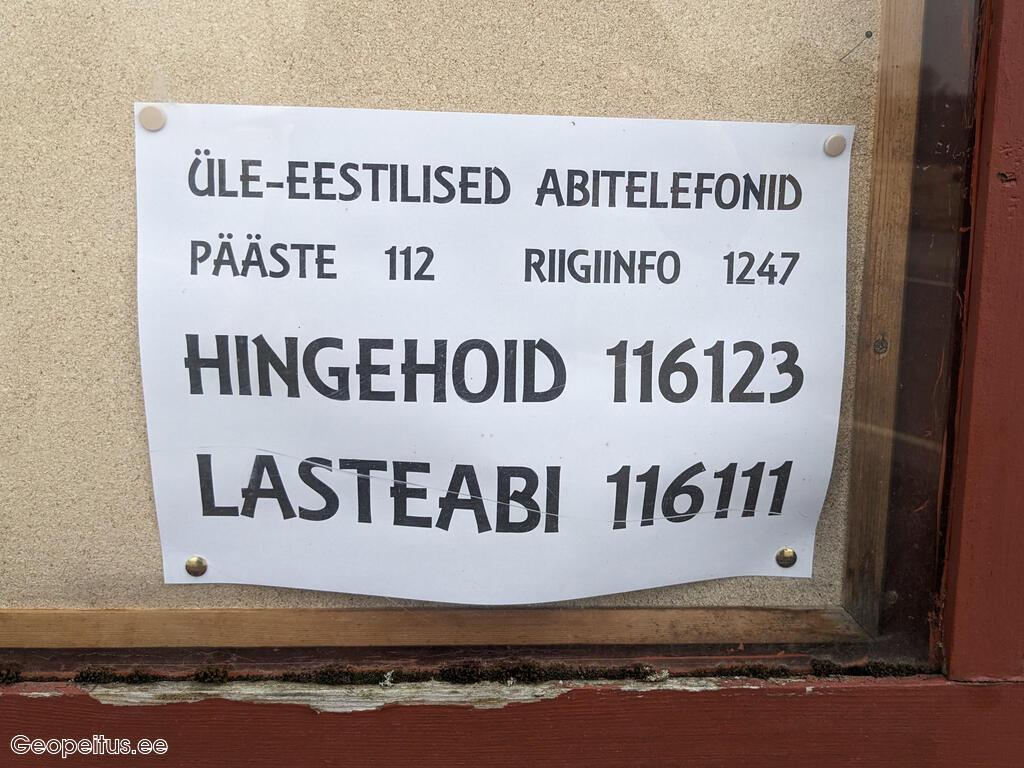 ÜLE-EESTILISED ABITELEFONID
PÄÄSTE 112 RIIGIINFO 1247
HINGEHOID 116123
LASTEABI 116111
Geopeitus.ee